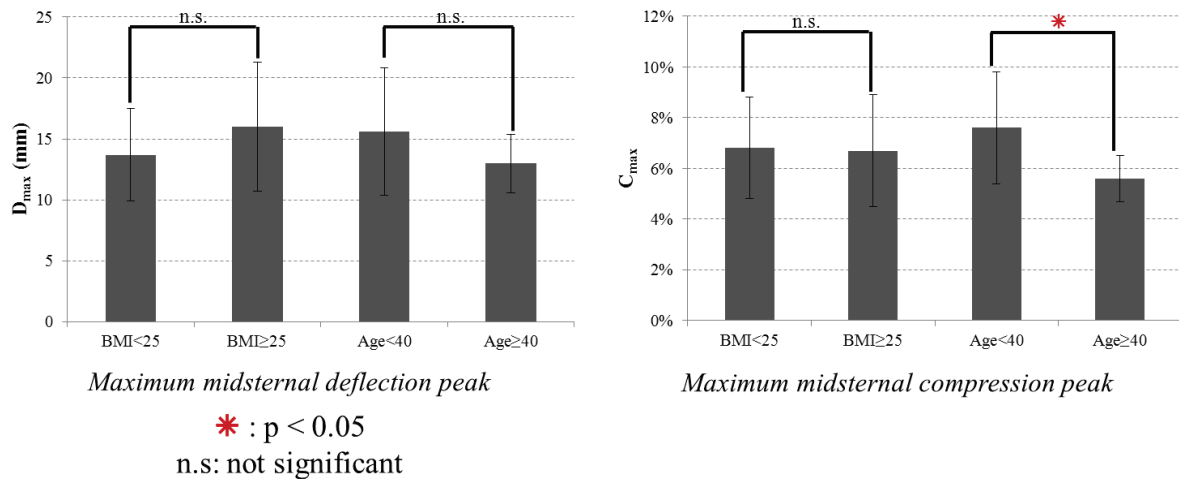 25
20
15
10
5
0
D_max (mm)
n.s.
n.s.
BMI<25
BMI≥25
Age<40
Age≥40
Maximum midsternal deflection peak
12%
10%
8%
6%
4%
2%
0%
C_max
n.s.
*
BMI<25
BMI≥25
Age<40
Age≥40
Maximum midsternal compression peak
* : p < 0.05
n.s: not significant